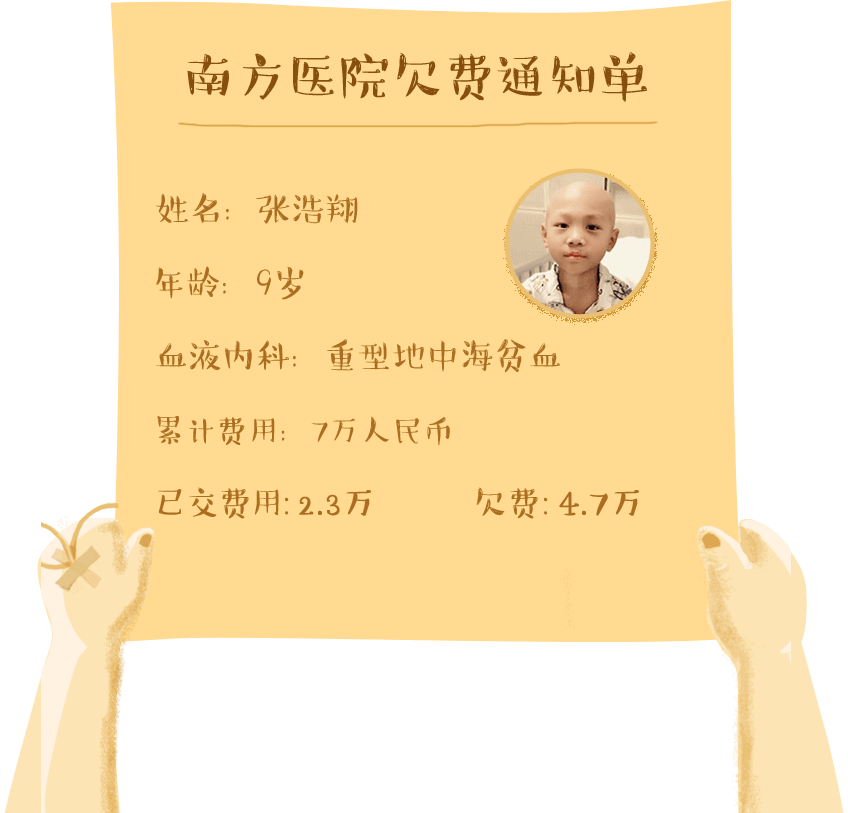 南方医院欠费通知单
姓名: 张浩翔
年龄: 9岁
血液内科: 重型地中海贫血
累计费用: 7万人民币
已交费用: 2.3万 欠费: 4.7万